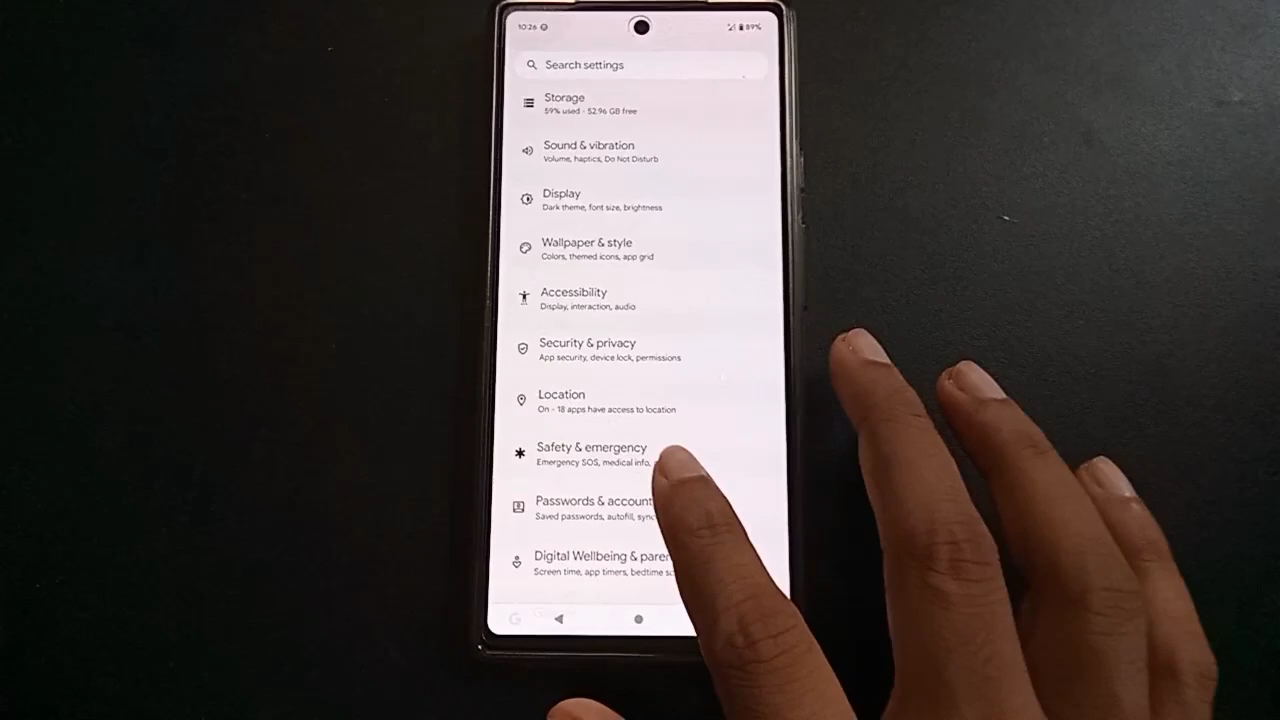 10:26
89%
Search settings
Storage
59% used - 52.96 GB free
Sound & vibration
Volume, haptics, Do Not Disturb
Display
Dark theme, font size, brightness
Wallpaper & style
Colors, themed icons, app grid
Accessibility
Display, interaction, audio
Security & privacy
App security, device lock, permissions
Location
On - 18 apps have access to location
Safety & emergency
Emergency SOS, medical info,
Passwords & account
Saved passwords, autofill, sync
Digital Wellbeing & paren
Screen time, app timers, bedtime sc